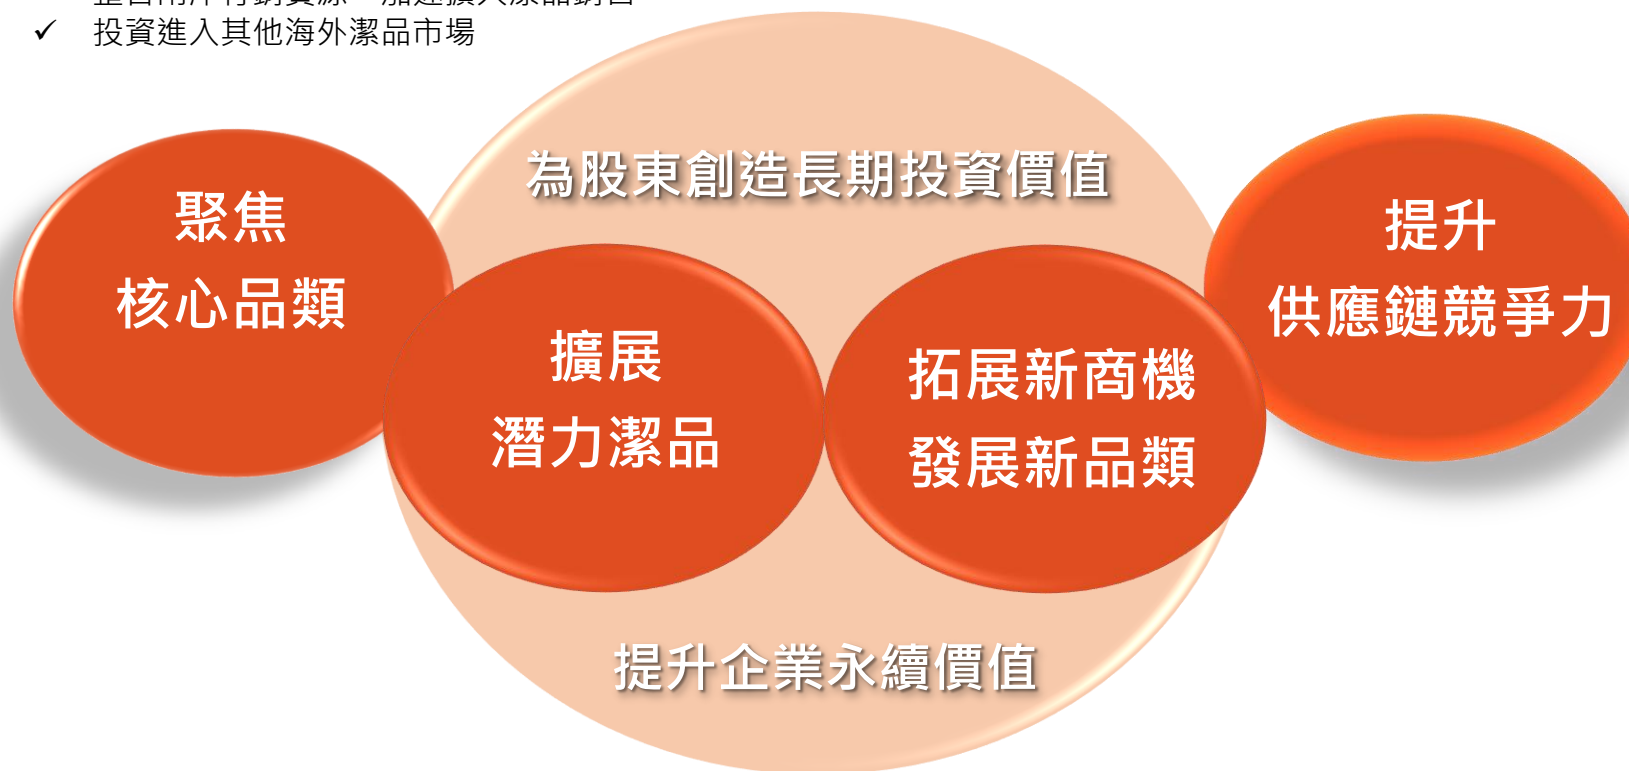 ✓ 投資進入其他海外潔品市場
為股東創造長期投資價值
聚焦
核心品類
擴展
潛力潔品
拓展新商機
發展新品類
提升
供應鏈競爭力
提升企業永續價值